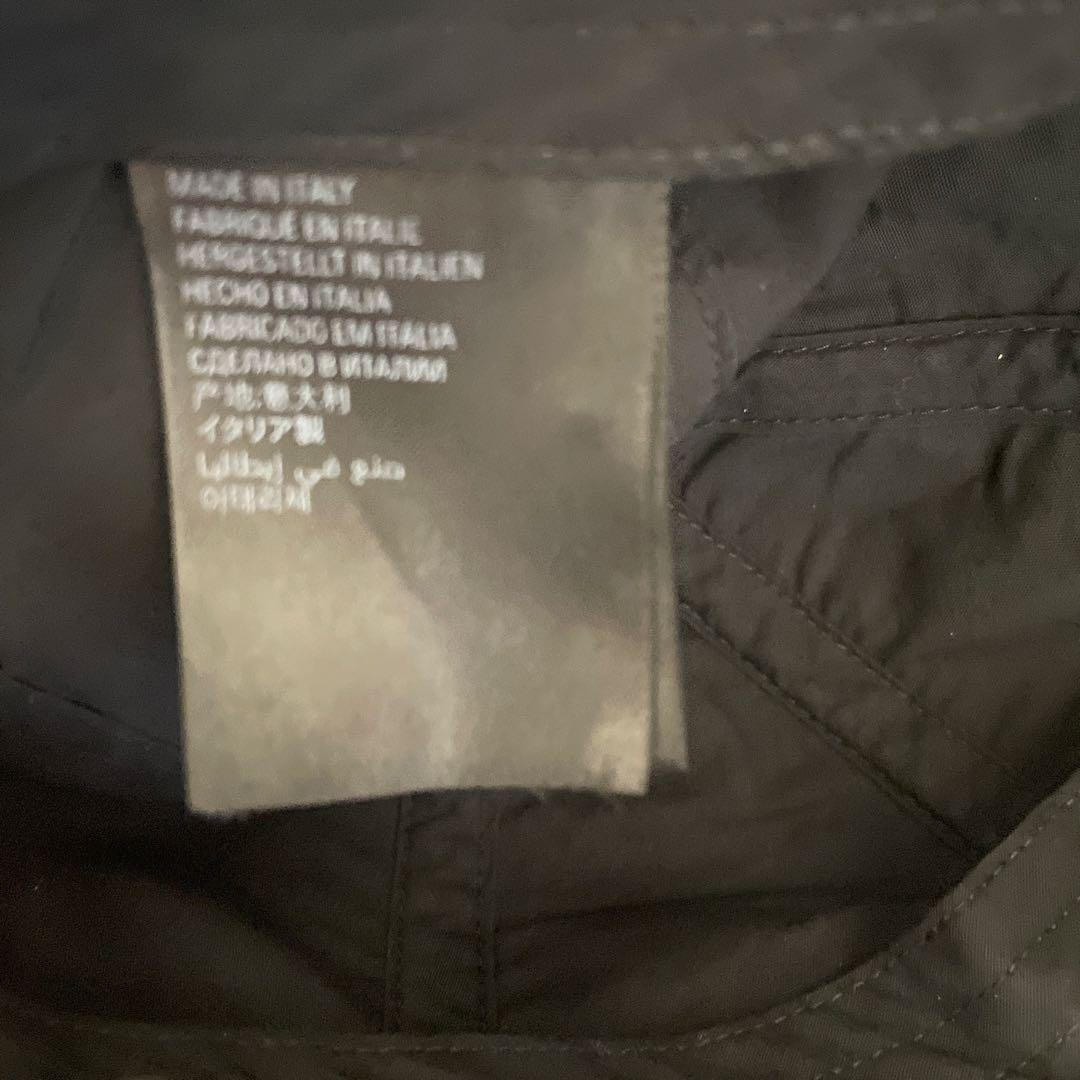 MADE IN ITALY
FABRIQUÉ EN ITALIE
HERGESTELLT IN ITALIEN
HECHO EN ITALIA
FABRICADO EM ITALIA
СДЕЛАНО В ИТАЛИИ
产地:意大利
イタリア製
صنع في إيطاليا
이태리제